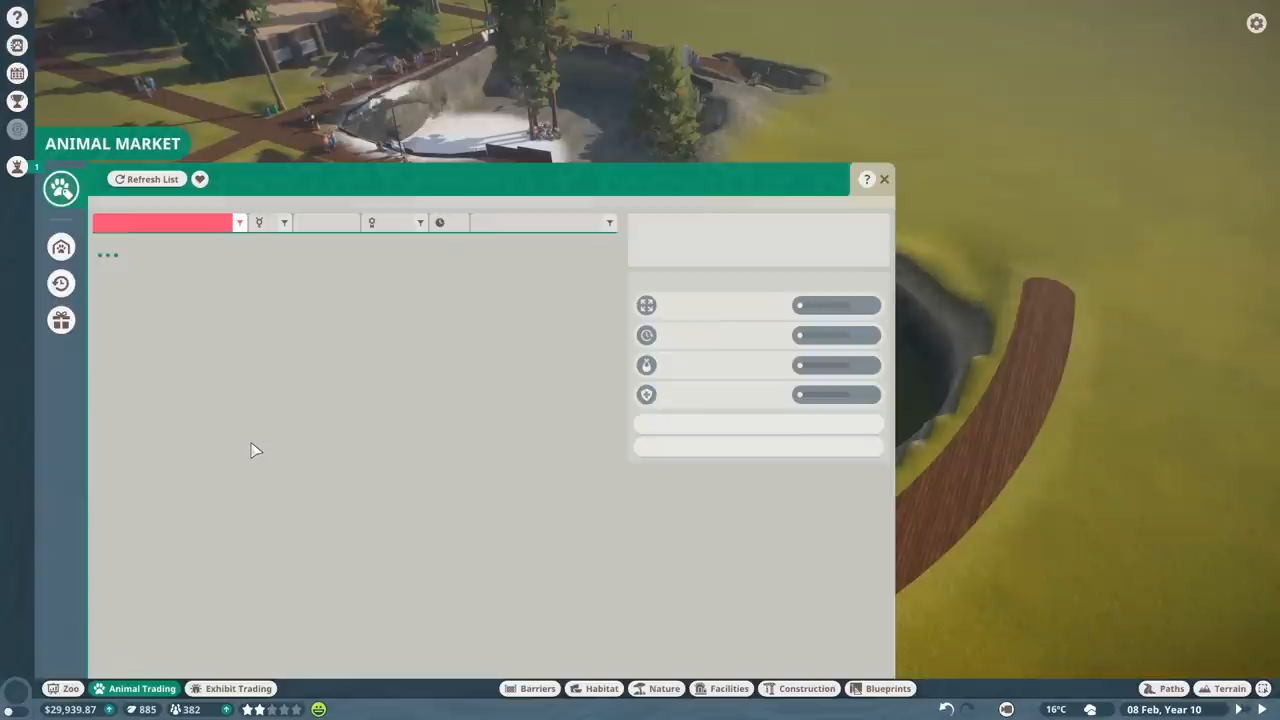 ANIMAL MARKET
1
Refresh List
?
?
Zoo
Animal Trading
Exhibit Trading
Barriers
Habitat
Nature
Facilities
Construction
Blueprints
Paths
Terrain
$29,939.87
885
382
16°C
08 Feb, Year 10